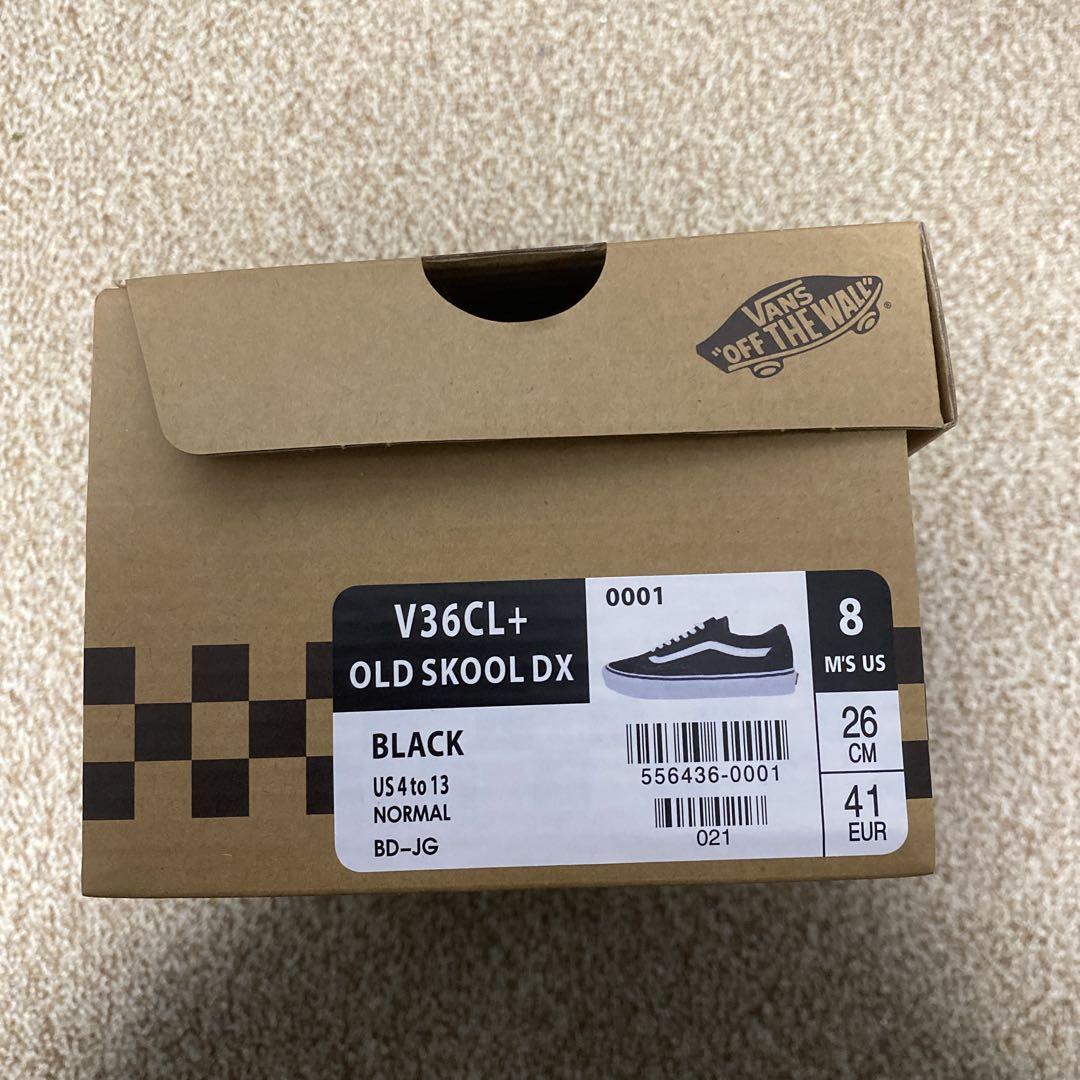 VANS
"OFF THE WALL"
®
V36CL+
OLD SKOOL DX
0001
8
M'S US
BLACK
US 4 to 13
NORMAL
BD-JG
556436-0001
021
26
CM
41
EUR